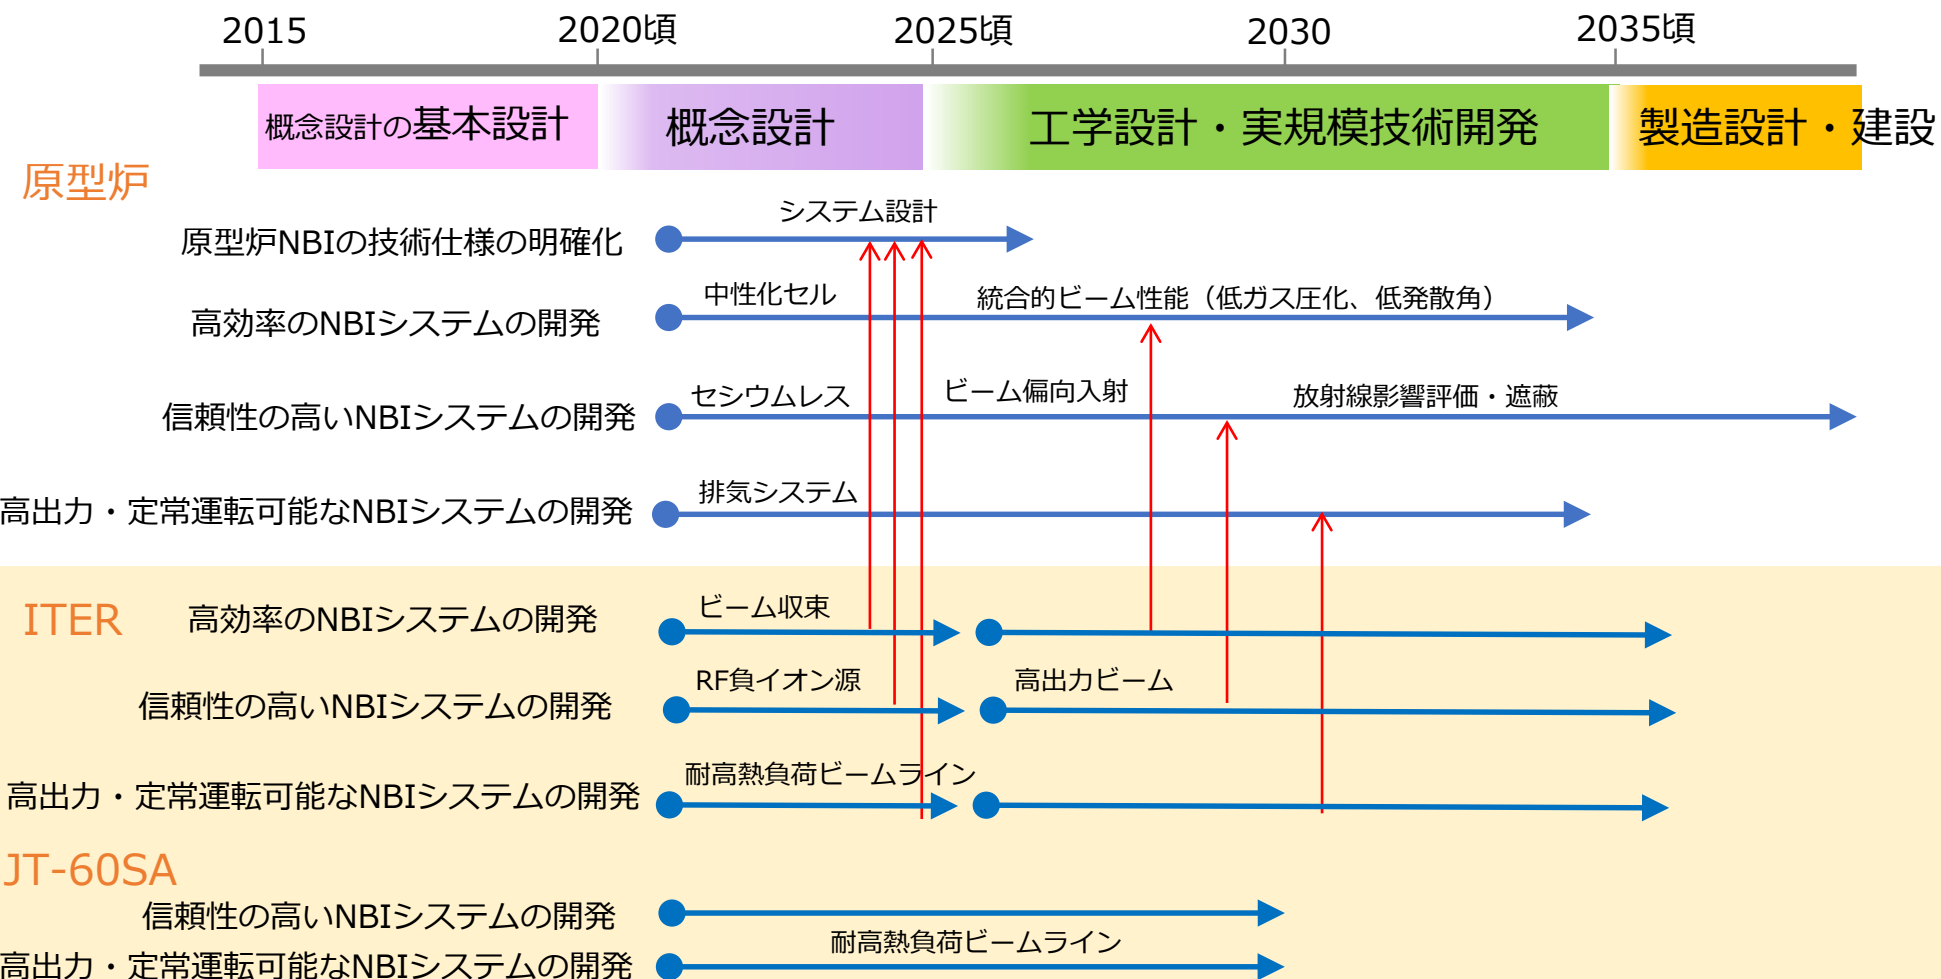 2015
2020頃
2025頃
2030
2035頃
概念設計の基本設計
概念設計
工学設計・実規模技術開発
製造設計・建設
原型炉
システム設計
原型炉NBIの技術仕様の明確化
中性化セル
統合的ビーム性能（低ガス圧化、低発散角）
高効率のNBIシステムの開発
セシウムレス
ビーム偏向入射
放射線影響評価・遮蔽
信頼性の高いNBIシステムの開発
排気システム
高出力・定常運転可能なNBIシステムの開発
ITER
高効率のNBIシステムの開発
ビーム収束
RF負イオン源
高出力ビーム
信頼性の高いNBIシステムの開発
耐高熱負荷ビームライン
高出力・定常運転可能なNBIシステムの開発
JT-60SA
信頼性の高いNBIシステムの開発
耐高熱負荷ビームライン
高出力・定常運転可能なNBIシステムの開発